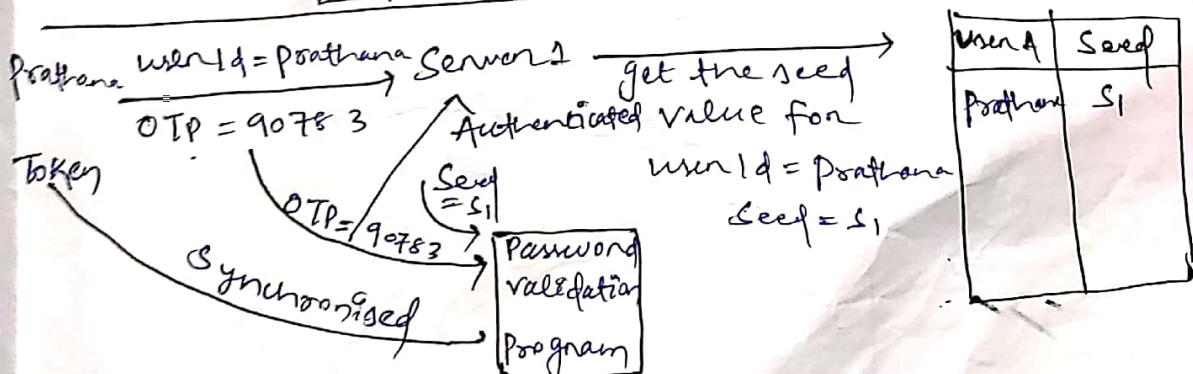 Prathana
userId = prathana
OTP = 90783
Server 1
get the seed
value for
userId = Prathana
Seed = S1
Authenticated
User A Seed
Prathana S1
Token
Seed
= S1
OTP = 90783
Synchronised
Password
validation
Program